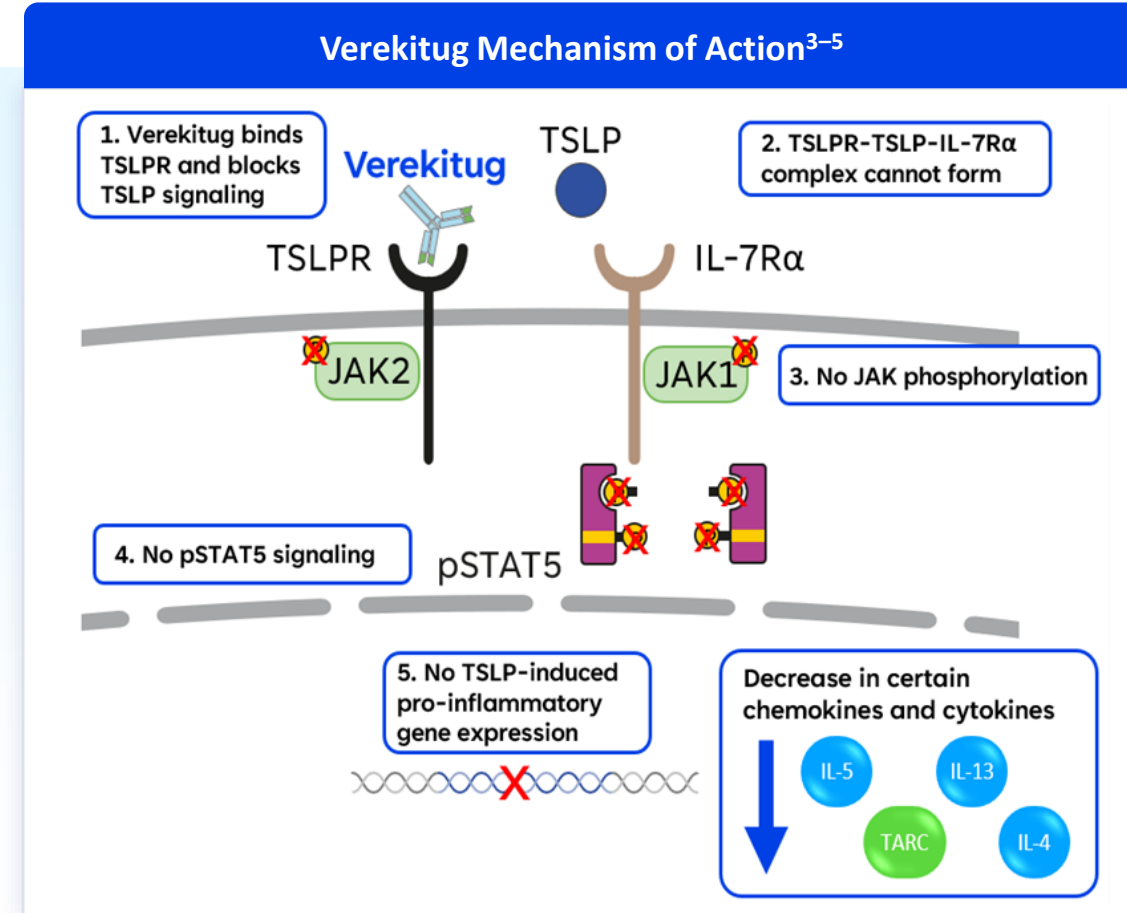 Verekitug Mechanism of Action³⁻⁵
1. Verekitug binds
TSLPR and blocks
TSLP signaling
Verekitug
TSLP
2. TSLPR-TSLP-IL-7Rα
complex cannot form
TSLPR
IL-7Rα
JAK2
JAK1
3. No JAK phosphorylation
4. No pSTAT5 signaling
pSTAT5
5. No TSLP-induced
pro-inflammatory
gene expression
Decrease in certain
chemokines and cytokines
IL-5
IL-13
TARC
IL-4